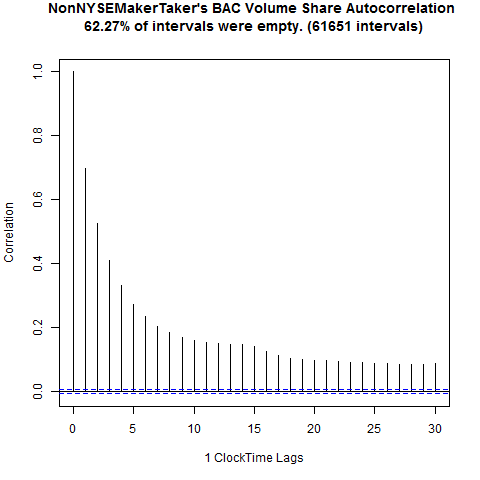 NonNYSEMakerTaker's BAC Volume Share Autocorrelation
62.27% of intervals were empty. (61651 intervals)
Correlation
1.0
0.8
0.6
0.4
0.2
0.0
0 5 10 15 20 25 30
1 ClockTime Lags